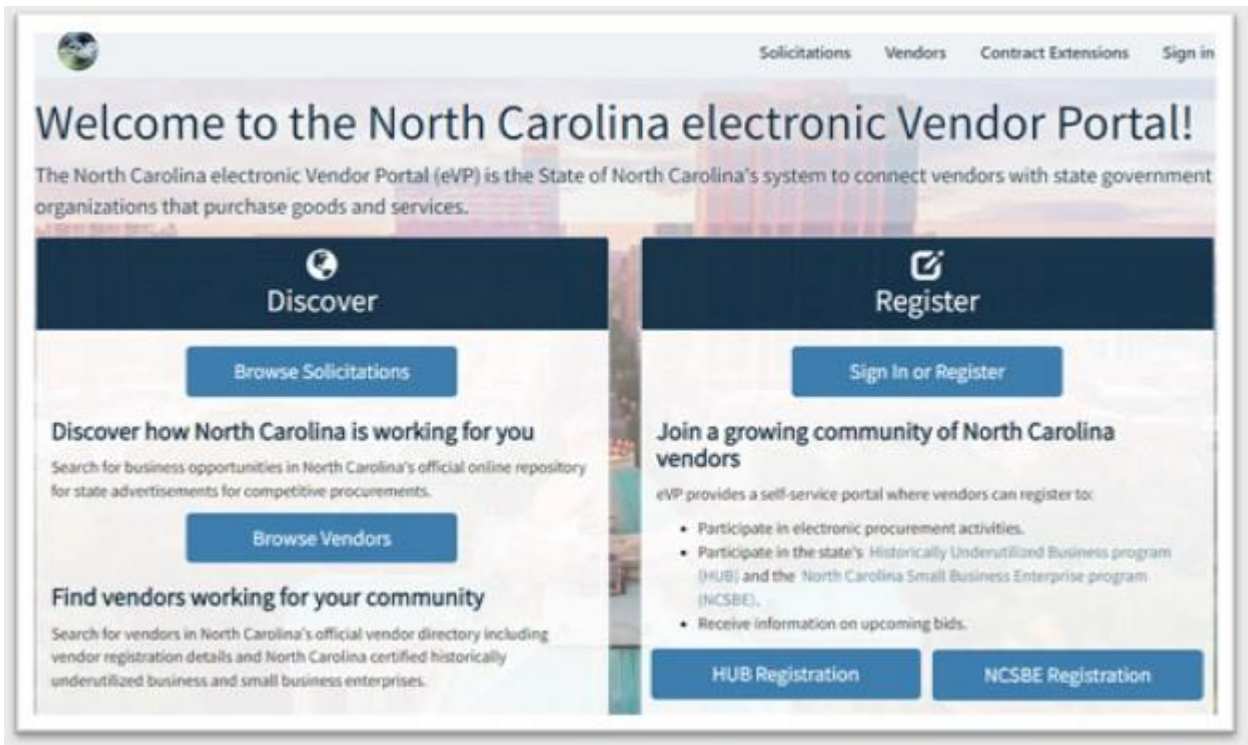 Solicitations Vendors Contract Extensions Sign in
Welcome to the North Carolina electronic Vendor Portal!
The North Carolina electronic Vendor Portal (eVP) is the State of North Carolina's system to connect vendors with state government
organizations that purchase goods and services.
Discover
Browse Solicitations
Discover how North Carolina is working for you
Search for business opportunities in North Carolina's official online repository
for state advertisements for competitive procurements.
Browse Vendors
Find vendors working for your community
Search for vendors in North Carolina's official vendor directory including
vendor registration details and North Carolina certified historically
underutilized business and small business enterprises.
Register
Sign In or Register
Join a growing community of North Carolina
vendors
eVP provides a self-service portal where vendors can register to:
• Participate in electronic procurement activities.
• Participate in the state's Historically Underutilized Business program
(HUB) and the North Carolina Small Business Enterprise program
(NCSBE).
• Receive information on upcoming bids.
HUB Registration NCSBE Registration